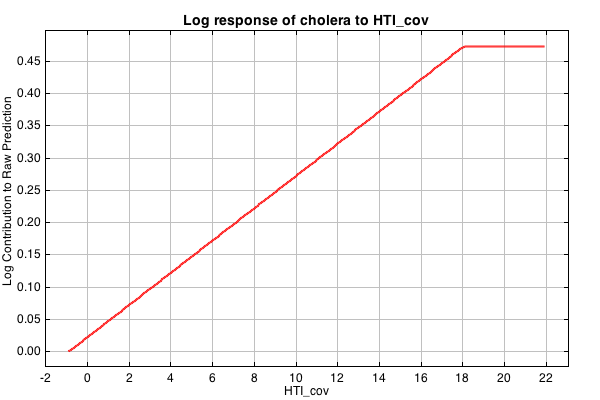 Log response of cholera to HTI_cov
Log Contribution to Raw Prediction
0.45
0.40
0.35
0.30
0.25
0.20
0.15
0.10
0.05
0.00
-2 0 2 4 6 8 10 12 14 16 18 20 22
HTI_cov